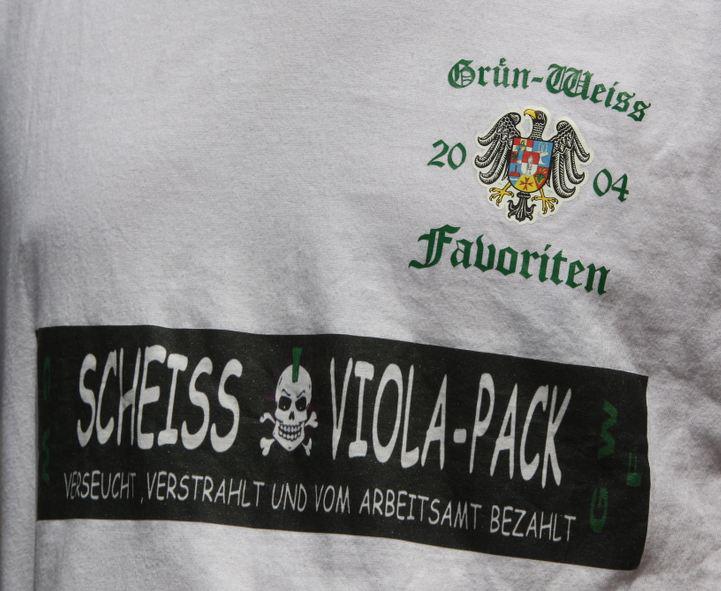 Grün-Weiss
20 04
Favoriten
SCHEISS VIOLA-PACK
VERSEUCHT, VERSTRAHLT UND VOM ARBEITSAMT BEZAHLT